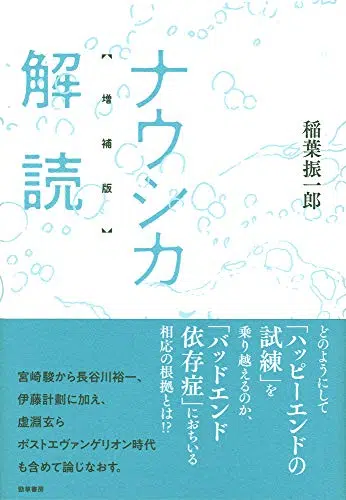 ナウシカ
解読
【増補版】
稲葉振一郎
どのようにして
「ハッピーエンドの
試練」を
乗り越えるのか、
「バッドエンド
依存症」におちいる
相応の根拠とは!?
宮崎駿から長谷川裕一、
伊藤計劃に加え、
虚淵玄ら
ポストエヴァンゲリオン時代
も含めて論じなおす。
勁草書房